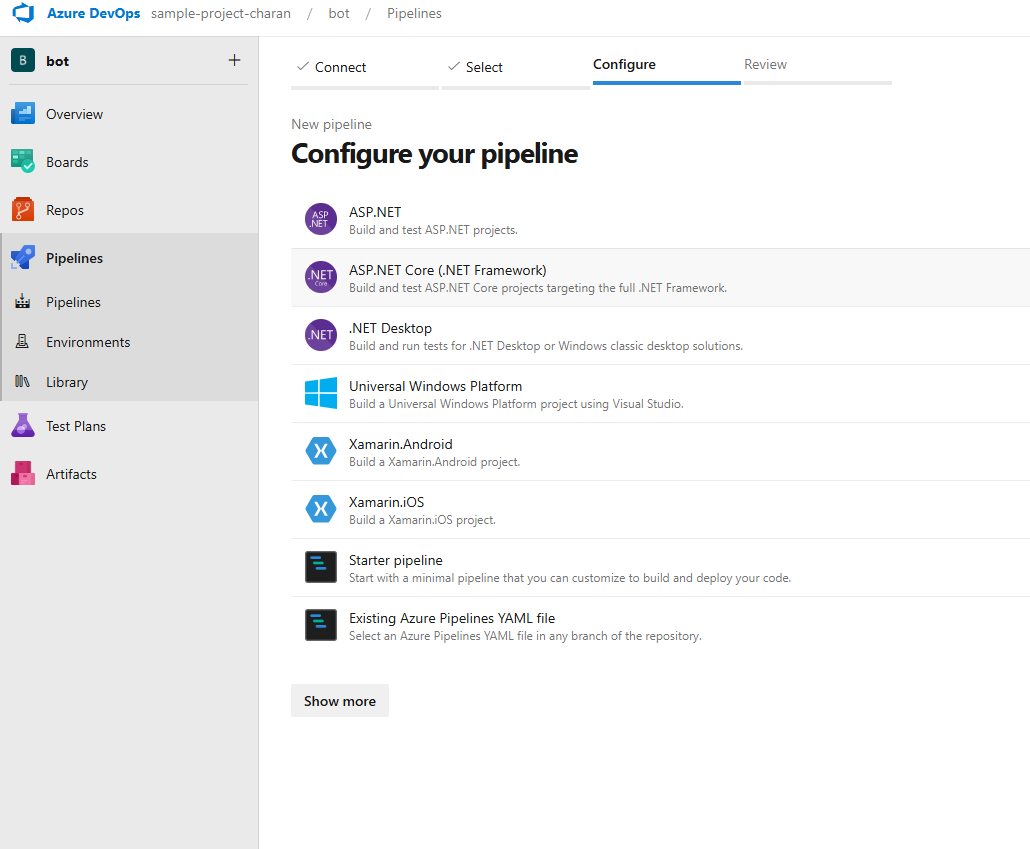 Azure DevOps sample-project-charan / bot / Pipelines
B bot +
Overview
Boards
Repos
Pipelines
Pipelines
Environments
Library
Test Plans
Artifacts
Connect Select Configure Review
New pipeline
Configure your pipeline
ASP .NET
ASP.NET
Build and test ASP.NET projects.
.NET Core
ASP.NET Core (.NET Framework)
Build and test ASP.NET Core projects targeting the full .NET Framework.
.NET
.NET Desktop
Build and run tests for .NET Desktop or Windows classic desktop solutions.
Universal Windows Platform
Build a Universal Windows Platform project using Visual Studio.
X
Xamarin.Android
Build a Xamarin.Android project.
X
Xamarin.iOS
Build a Xamarin.iOS project.
Starter pipeline
Start with a minimal pipeline that you can customize to build and deploy your code.
Existing Azure Pipelines YAML file
Select an Azure Pipelines YAML file in any branch of the repository.
Show more